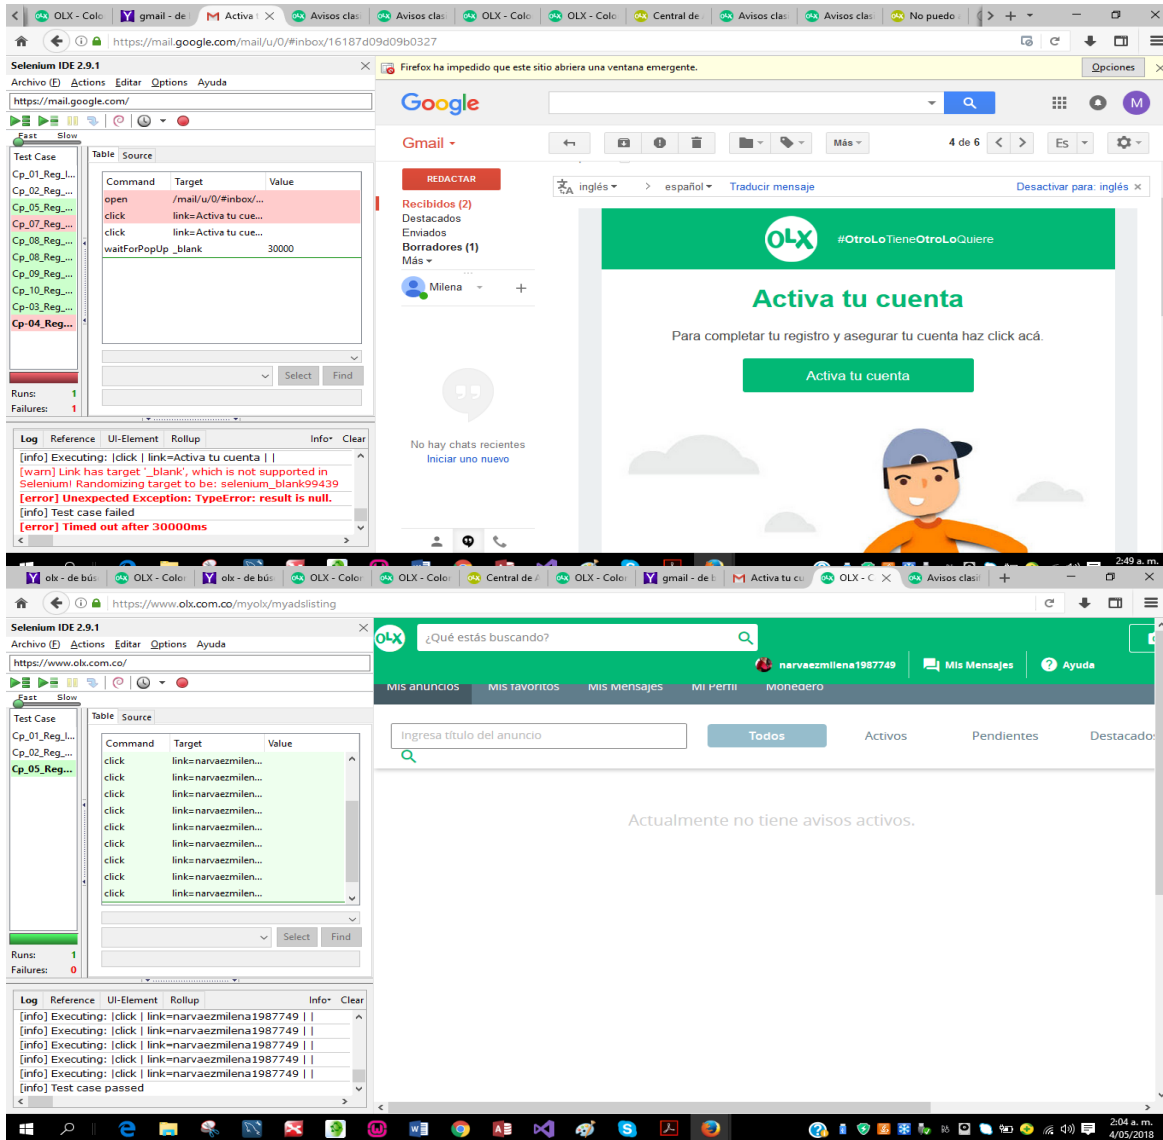 OLX - Colo
gmail - de
Activa t
Avisos clasi
Avisos clas
OLX - Colo
OLX - Colo
Central de
Avisos clasi
Avisos clas
No puedo
https://mail.google.com/mail/u/0/#inbox/16187d09d09b0327
Selenium IDE 2.9.1
Archivo (F) Actions Editar Options Ayuda
https://mail.google.com/
Fast Slow
Test Case
Cp_01_Reg_I...
Cp_02_Reg_...
Cp_05_Reg_...
Cp_07_Reg_...
Cp_08_Reg_...
Cp_08_Reg_...
Cp_09_Reg_...
Cp_10_Reg_...
Cp-03_Reg_...
Cp-04_Reg...
Runs: 1
Failures: 1
Table Source
Command Target Value
open /mail/u/0/#inbox/...
click link=Activa tu cue...
click link=Activa tu cue...
waitForPopUp _blank 30000
Select Find
Log Reference UI-Element Rollup Info Clear
[info] Executing: |click | link=Activa tu cuenta | |
[warn] Link has target '_blank', which is not supported in
Selenium! Randomizing target to be: selenium_blank99439
[error] Unexpected Exception: TypeError: result is null.
[info] Test case failed
[error] Timed out after 30000ms
Firefox ha impedido que este sitio abriera una ventana emergente.
Opciones
Google
M
Gmail
Más
4 de 6
Es
REDACTAR
Recibidos (2)
Destacados
Enviados
Borradores (1)
Más
Milena
No hay chats recientes
Iniciar uno nuevo
inglés > español Traducir mensaje
Desactivar para: inglés ×
OLX
#OtroLoTieneOtroLoQuiere
Activa tu cuenta
Para completar tu registro y asegurar tu cuenta haz click acá.
Activa tu cuenta
2:49 a. m.
olx - de bús
OLX - Color
olx - de bús
OLX - Color
OLX - Color
Central de A
OLX - Color
gmail - de b
Activa tu cu
OLX - C
Avisos clasif
https://www.olx.com.co/myolx/myadslisting
Selenium IDE 2.9.1
Archivo (F) Actions Editar Options Ayuda
https://www.olx.com.co/
Fast Slow
Test Case
Cp_01_Reg_I...
Cp_02_Reg_...
Cp_05_Reg...
Runs: 1
Failures: 0
Table Source
Command Target Value
click link=narvaezmilen...
click link=narvaezmilen...
click link=narvaezmilen...
click link=narvaezmilen...
click link=narvaezmilen...
click link=narvaezmilen...
click link=narvaezmilen...
click link=narvaezmilen...
click link=narvaezmilen...
Select Find
Log Reference UI-Element Rollup Info Clear
[info] Executing: |click | link=narvaezmilena1987749 | |
[info] Executing: |click | link=narvaezmilena1987749 | |
[info] Executing: |click | link=narvaezmilena1987749 | |
[info] Executing: |click | link=narvaezmilena1987749 | |
[info] Executing: |click | link=narvaezmilena1987749 | |
[info] Test case passed
OLX
¿Qué estás buscando?
narvaezmilena1987749
Mis Mensajes
Ayuda
Mis anuncios Mis favoritos Mis Mensajes Mi Perfil Monedero
Ingresa título del anuncio
Todos Activos Pendientes Destacados
Actualmente no tiene avisos activos.
2:04 a. m.
4/05/2018